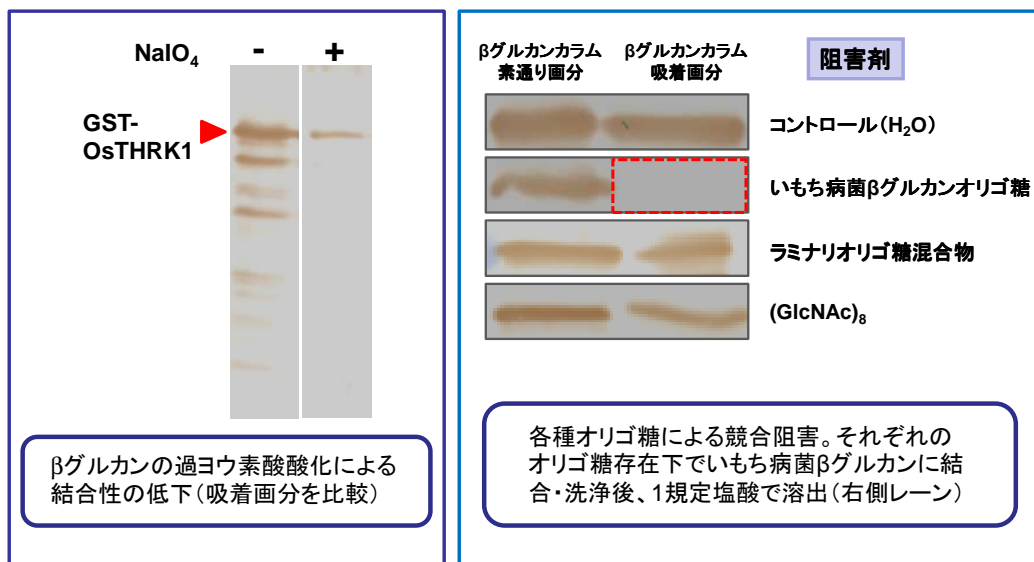 NaIO₄ - +
GST-
OsTHRK1
βグルカンの過ヨウ素酸酸化による
結合性の低下（吸着画分を比較）
βグルカンカラム
素通り画分
βグルカンカラム
吸着画分
阻害剤
コントロール（H₂O）
いもち病菌βグルカンオリゴ糖
ラミナリオリゴ糖混合物
(GlcNAc)₈
各種オリゴ糖による競合阻害。それぞれの
オリゴ糖存在下でいもち病菌βグルカンに結
合・洗浄後、1規定塩酸で溶出（右側レーン）